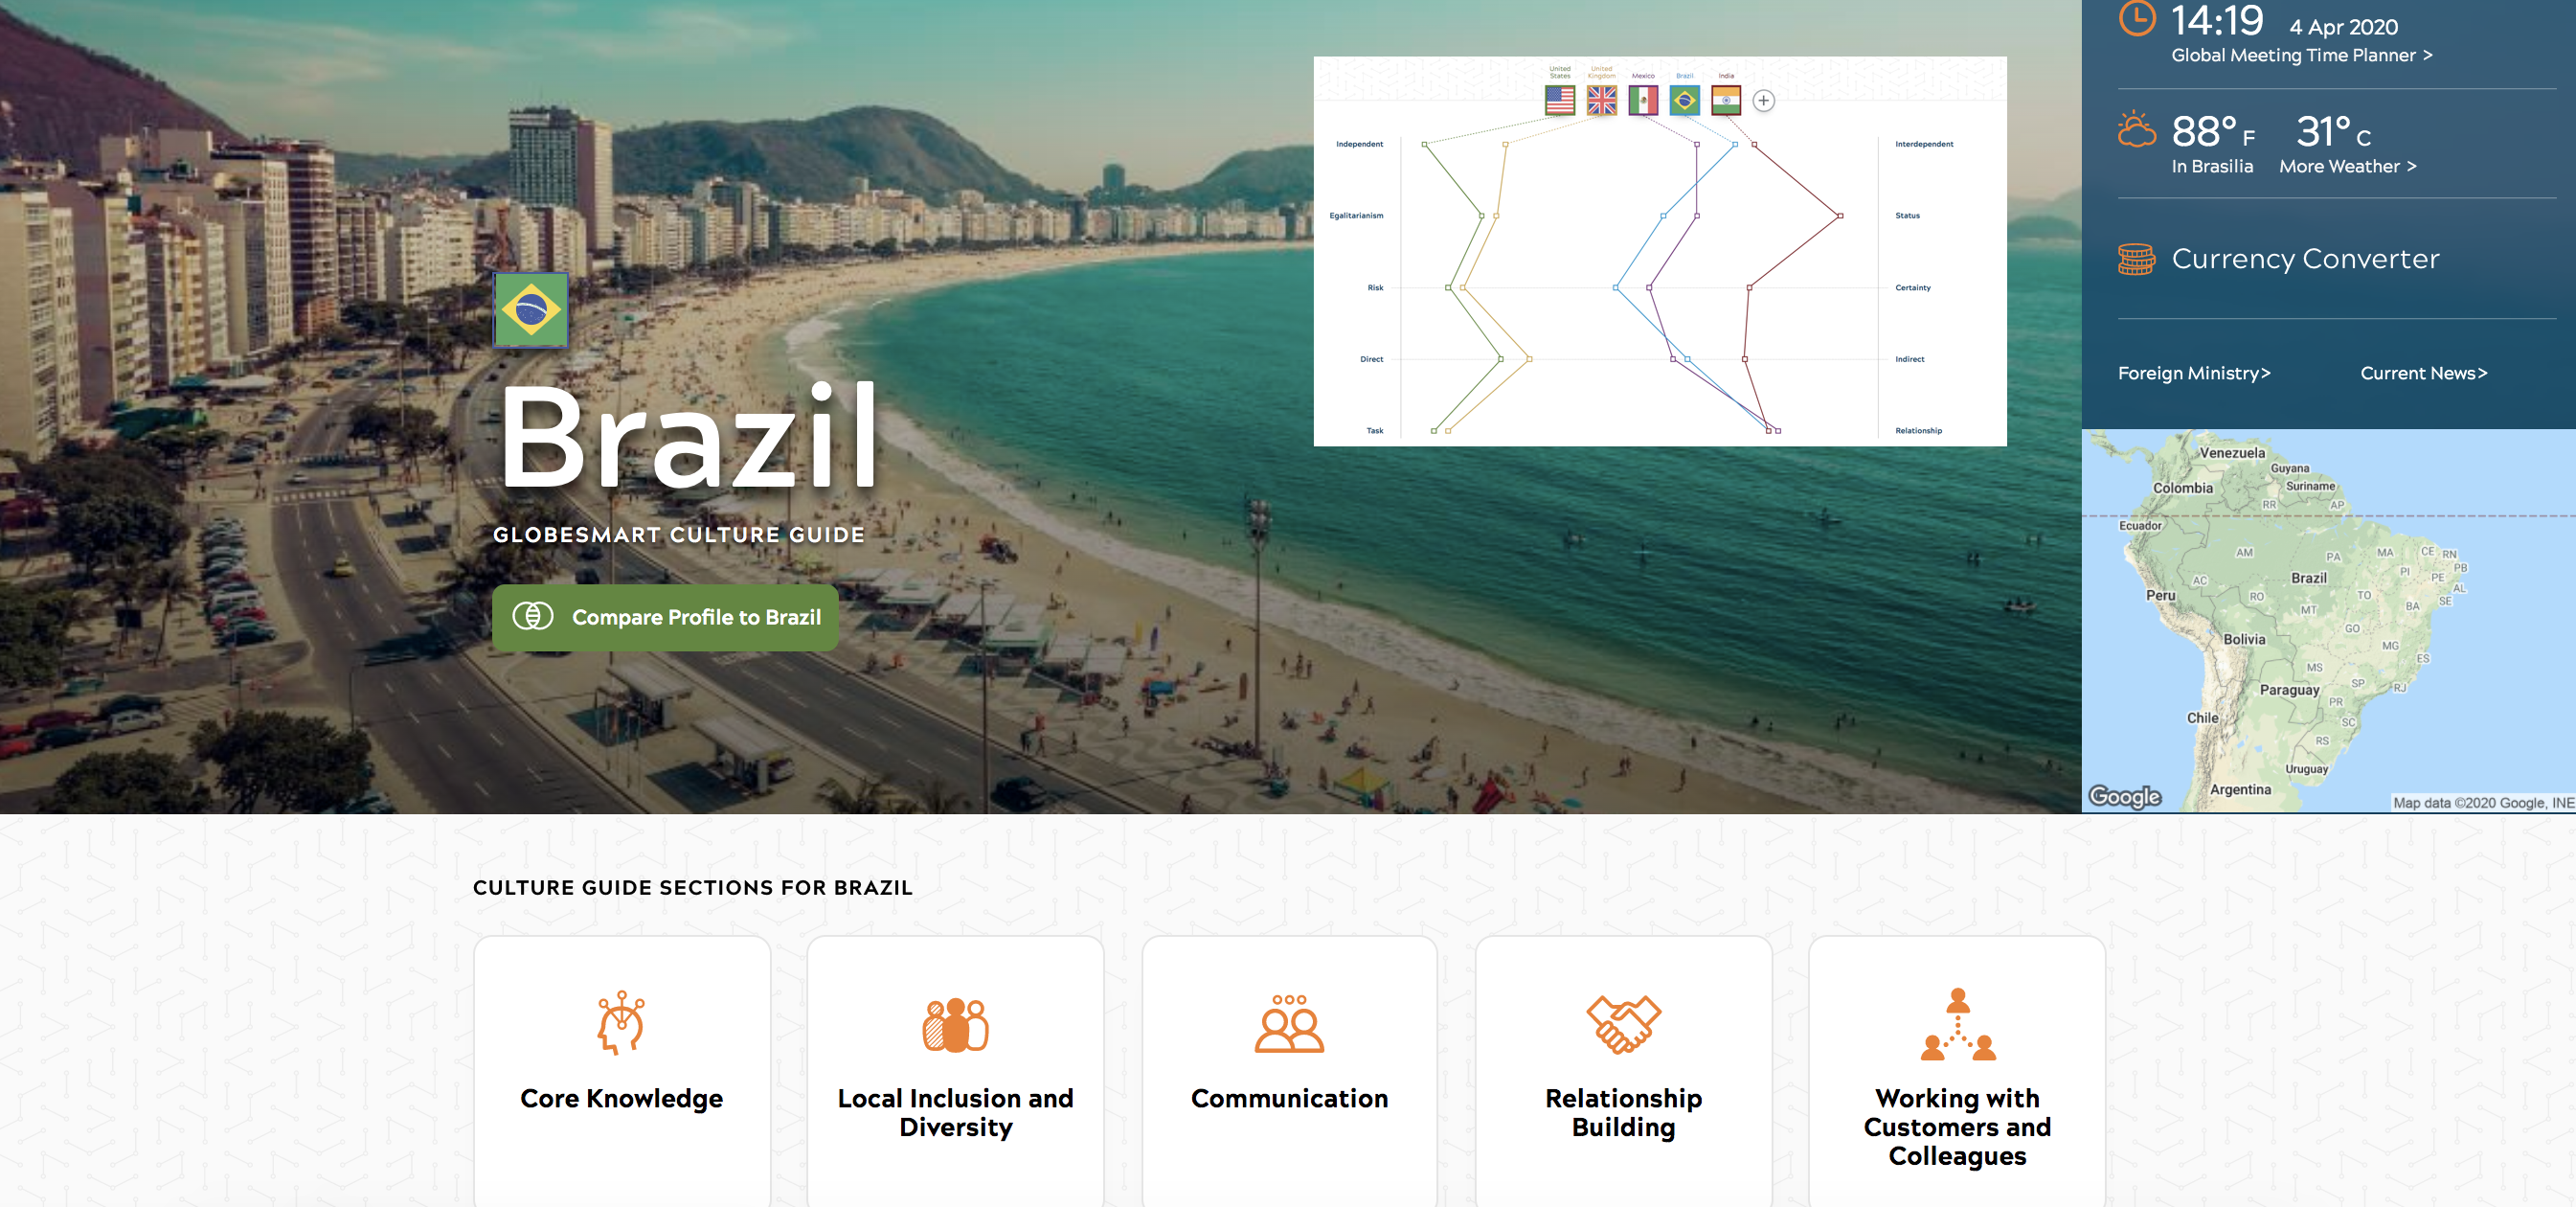 14:19 4 Apr 2020
Global Meeting Time Planner >
88° F 31° C
In Brasilia More Weather >
Currency Converter
Foreign Ministry> Current News>
United States
United Kingdom
Mexico
Brazil
India
Independent Interdependent
Egalitarianism Status
Risk Certainty
Direct Indirect
Task Relationship
Brazil
GLOBESMART CULTURE GUIDE
Compare Profile to Brazil
Venezuela
Guyana
Colombia
Suriname
RR AP
Ecuador
AM PA MA CE RN
Brazil PI PE PB
AC AL
Peru RO TO SE
MT BA
GO
Bolivia MG
MS ES
Paraguay SP RJ
PR
Chile SC
RS
Uruguay
Argentina
Google
Map data ©2020 Google, INE
CULTURE GUIDE SECTIONS FOR BRAZIL
Core Knowledge
Local Inclusion and
Diversity
Communication
Relationship
Building
Working with
Customers and
Colleagues